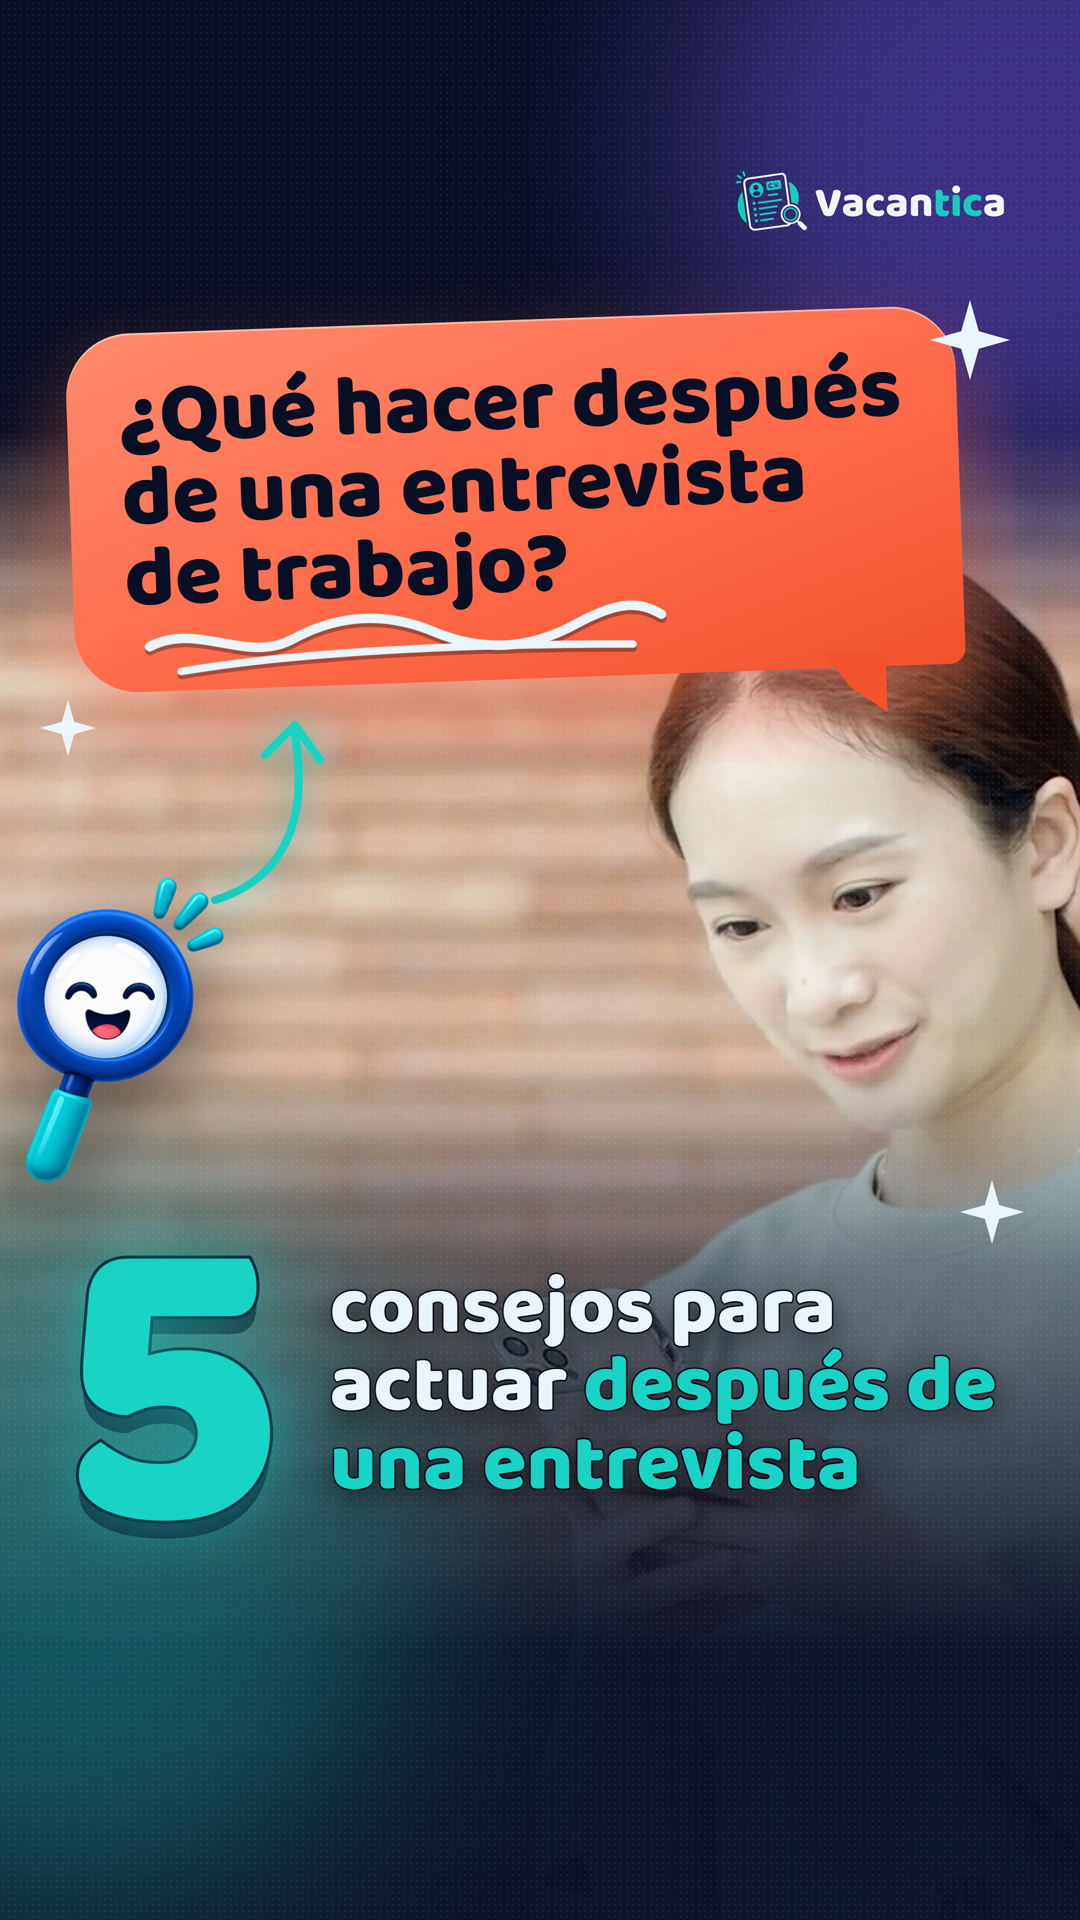 C.V.
Vacantica
¿Qué hacer después
de una entrevista
de trabajo?
5
consejos para
actuar después de
una entrevista